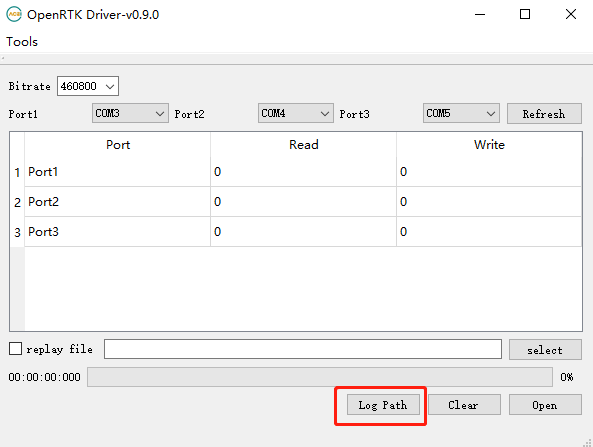 OpenRTK Driver-v0.9.0
Tools
Bitrate 460800
Port1 COM3 Port2 COM4 Port3 COM5 Refresh
Port Read Write
1 Port1 0 0
2 Port2 0 0
3 Port3 0 0
replay file select
00:00:00:000 0%
Log Path Clear Open